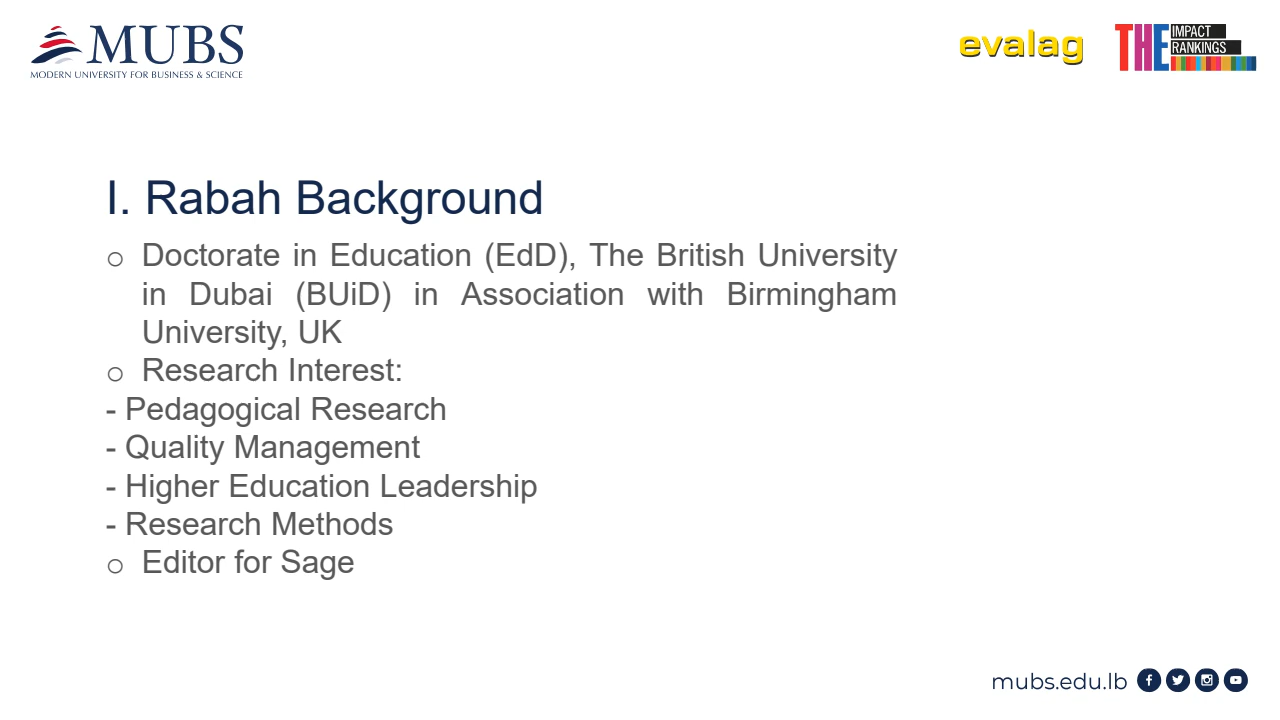 MUBS
MODERN UNIVERSITY FOR BUSINESS & SCIENCE
evalag
THE IMPACT
RANKINGS
I. Rabah Background
o Doctorate in Education (EdD), The British University
in Dubai (BUiD) in Association with Birmingham
University, UK
o Research Interest:
- Pedagogical Research
- Quality Management
- Higher Education Leadership
- Research Methods
o Editor for Sage
mubs.edu.lb